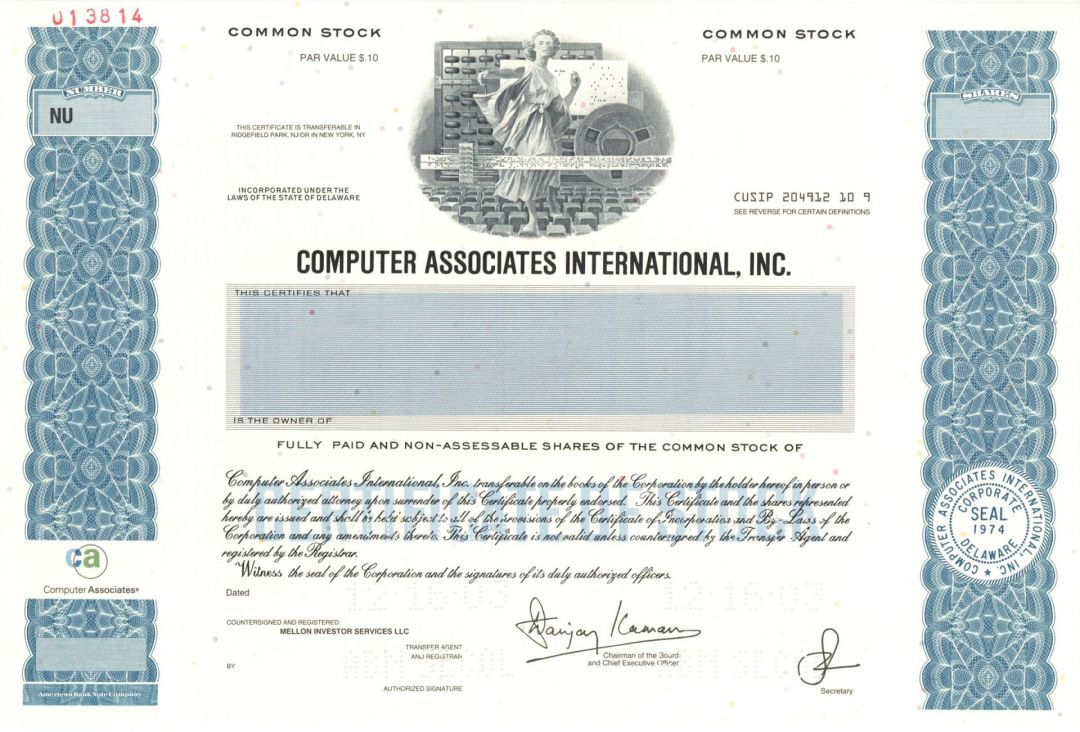 013814
COMMON STOCK
PAR VALUE $.10
COMMON STOCK
PAR VALUE $.10
NUMBER
NU
SHARES
THIS CERTIFICATE IS TRANSFERABLE IN
RIDGEFIELD PARK, NJ OR IN NEW YORK, NY
INCORPORATED UNDER THE
LAWS OF THE STATE OF DELAWARE
CUSIP 204912 10 9
SEE REVERSE FOR CERTAIN DEFINITIONS
COMPUTER ASSOCIATES INTERNATIONAL, INC.
THIS CERTIFIES THAT
IS THE OWNER OF
FULLY PAID AND NON-ASSESSABLE SHARES OF THE COMMON STOCK OF
Computer Associates International, Inc. transferable on the books of the Corporation by the holder hereof in person or
by duly authorized attorney upon surrender of this Certificate properly endorsed. This Certificate and the shares represented
hereby are issued and shall be held subject to all of the provisions of the Certificate of Incorporation and By-Laws of the
Corporation and any amendments thereto. This Certificate is not valid unless countersigned by the Transfer Agent and
registered by the Registrar.
Witness the seal of the Corporation and the signatures of its duly authorized officers.
Dated
COUNTERSIGNED AND REGISTERED:
MELLON INVESTOR SERVICES LLC
TRANSFER AGENT
AND REGISTRAR
BY
AUTHORIZED SIGNATURE
Sanjay Kumar
Chairman of the Board
and Chief Executive Officer
Secretary
COMPUTER ASSOCIATES INTERNATIONAL, INC.
CORPORATE
SEAL
1974
DELAWARE
ca
Computer Associates®
American Bank Note Company